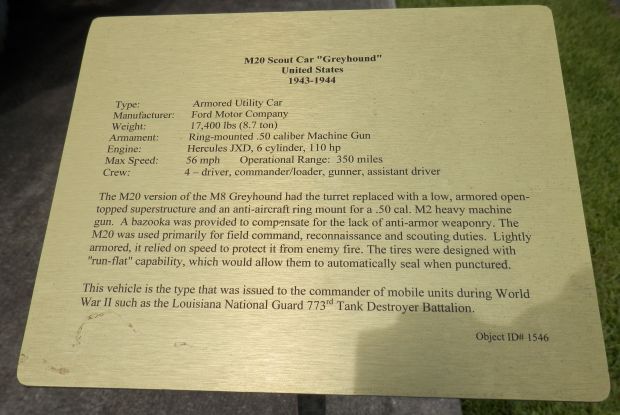 M20 Scout Car "Greyhound"
United States
1943-1944
Type: Armored Utility Car
Manufacturer: Ford Motor Company
Weight: 17,400 lbs (8.7 ton)
Armament: Ring-mounted .50 caliber Machine Gun
Engine: Hercules JXD, 6 cylinder, 110 hp
Max Speed: 56 mph Operational Range: 350 miles
Crew: 4 – driver, commander/loader, gunner, assistant driver
The M20 version of the M8 Greyhound had the turret replaced with a low, armored open-
topped superstructure and an anti-aircraft ring mount for a .50 cal. M2 heavy machine
gun. A bazooka was provided to compensate for the lack of anti-armor weaponry. The
M20 was used primarily for field command, reconnaissance and scouting duties. Lightly
armored, it relied on speed to protect it from enemy fire. The tires were designed with
"run-flat" capability, which would allow them to automatically seal when punctured.
This vehicle is the type that was issued to the commander of mobile units during World
War II such as the Louisiana National Guard 773rd Tank Destroyer Battalion.
Object ID# 1546